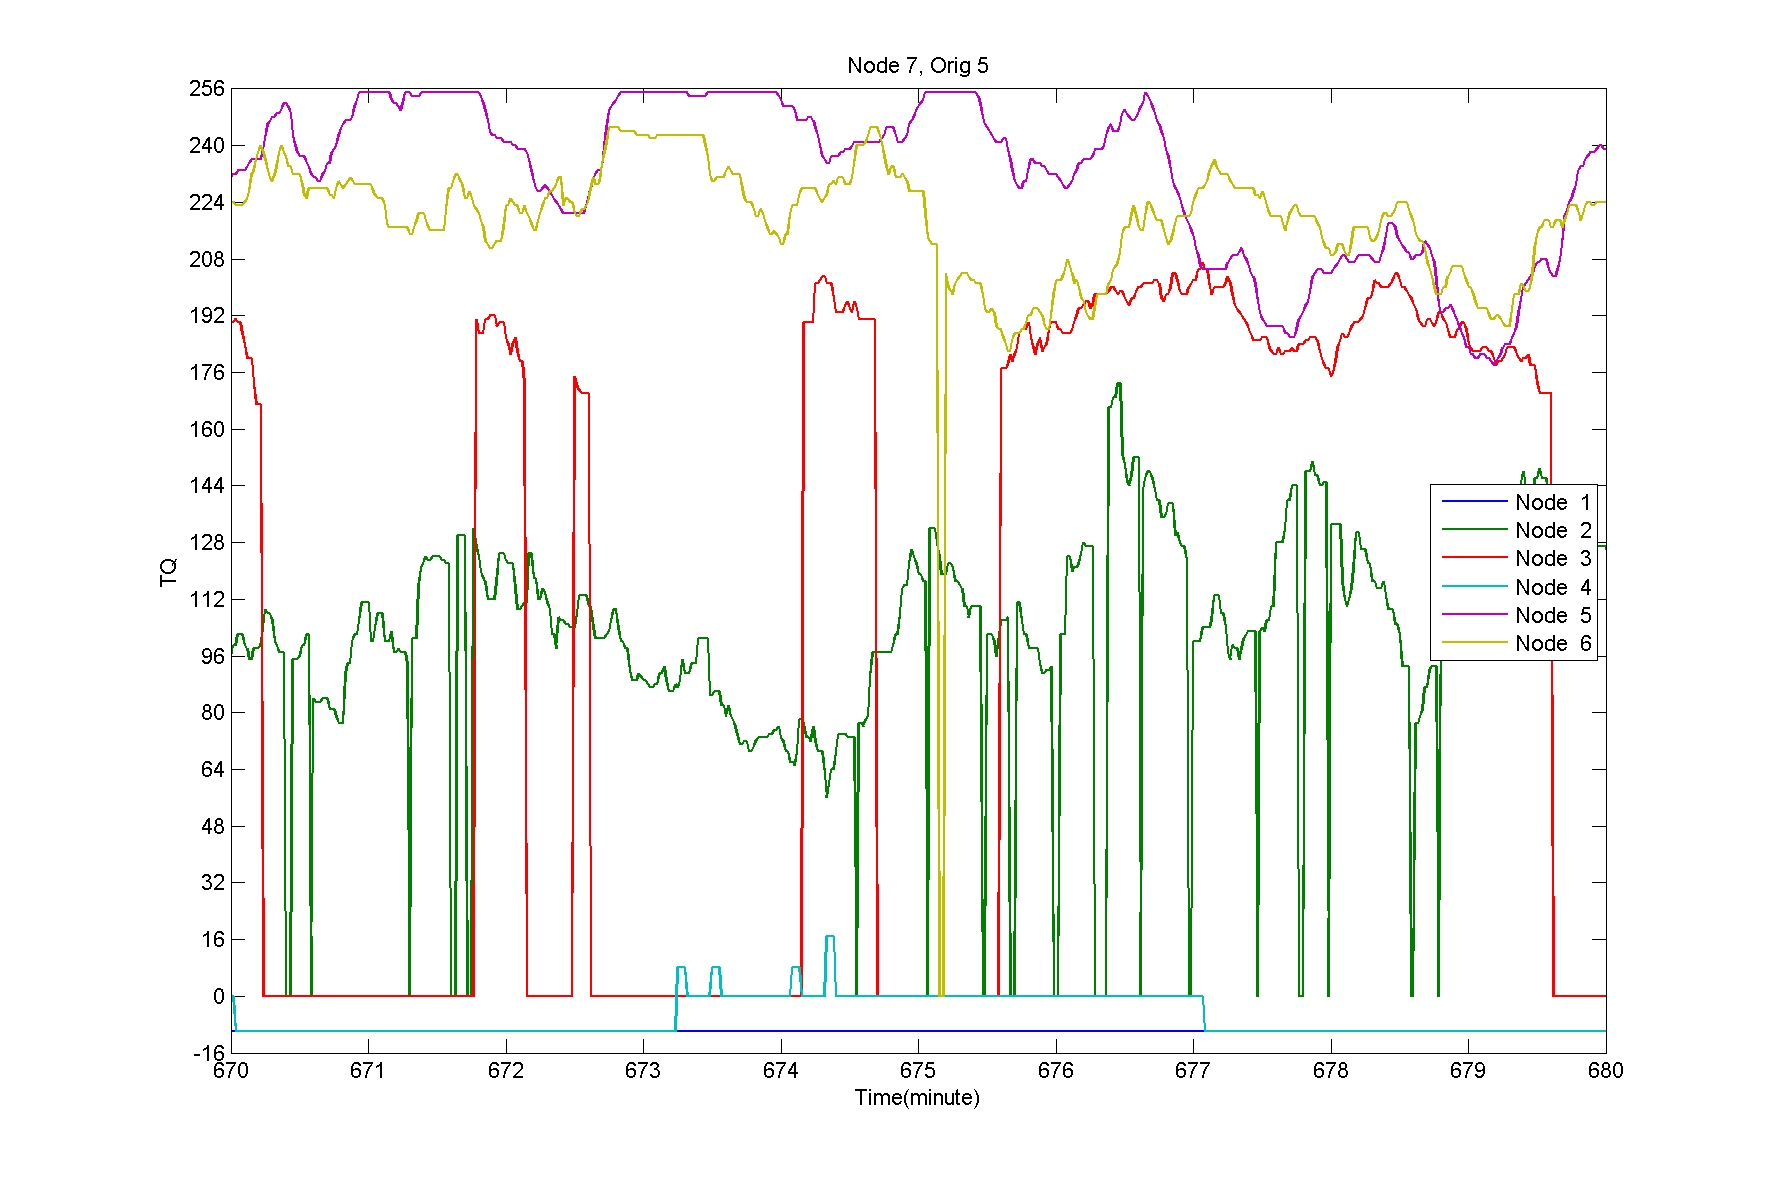 Node 7, Orig 5
256
240
224
208
192
176
160
144
128
112
96
80
64
48
32
16
0
-16
TQ
670 671 672 673 674 675 676 677 678 679 680
Time(minute)
Node 1
Node 2
Node 3
Node 4
Node 5
Node 6